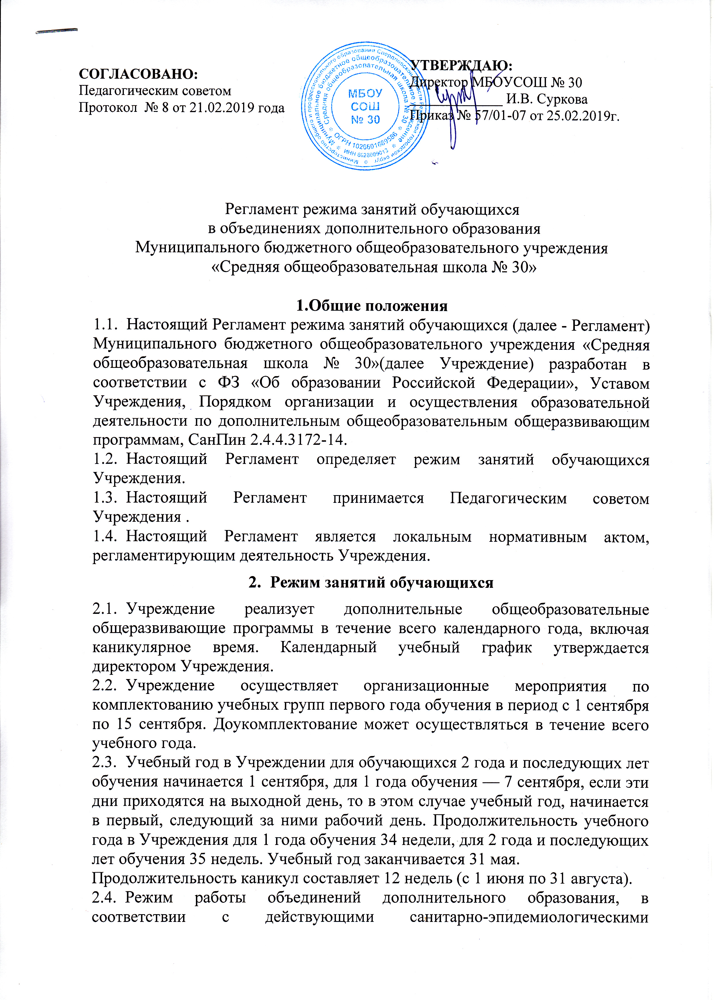 СОГЛАСОВАНО:
Педагогическим советом
Протокол № 8 от 21.02.2019 года
УТВЕРЖДАЮ:
Директор МБОУСОШ № 30
____________ И.В. Суркова
Приказ № 57/01-07 от 25.02.2019г.
Министерство общего и профессионального образования Свердловской области Режевской городской округ
Муниципальное бюджетное общеобразовательное учреждение
Средняя общеобразовательная школа № 30
ОГРН 1026601689586
ИНН 6628009013
МБОУ
СОШ
№ 30
Регламент режима занятий обучающихся
в объединениях дополнительного образования
Муниципального бюджетного общеобразовательного учреждения
«Средняя общеобразовательная школа № 30»
1.Общие положения
1.1. Настоящий Регламент режима занятий обучающихся (далее - Регламент)
Муниципального бюджетного общеобразовательного учреждения «Средняя
общеобразовательная школа № 30»(далее Учреждение) разработан в
соответствии с ФЗ «Об образовании Российской Федерации», Уставом
Учреждения, Порядком организации и осуществления образовательной
деятельности по дополнительным общеобразовательным общеразвивающим
программам, СанПин 2.4.4.3172-14.
1.2. Настоящий Регламент определяет режим занятий обучающихся
Учреждения.
1.3. Настоящий Регламент принимается Педагогическим советом
Учреждения .
1.4. Настоящий Регламент является локальным нормативным актом,
регламентирующим деятельность Учреждения.
2. Режим занятий обучающихся
2.1. Учреждение реализует дополнительные общеобразовательные
общеразвивающие программы в течение всего календарного года, включая
каникулярное время. Календарный учебный график утверждается
директором Учреждения.
2.2. Учреждение осуществляет организационные мероприятия по
комплектованию учебных групп первого года обучения в период с 1 сентября
по 15 сентября. Доукомплектование может осуществляться в течение всего
учебного года.
2.3. Учебный год в Учреждении для обучающихся 2 года и последующих лет
обучения начинается 1 сентября, для 1 года обучения — 7 сентября, если эти
дни приходятся на выходной день, то в этом случае учебный год, начинается
в первый, следующий за ними рабочий день. Продолжительность учебного
года в Учреждения для 1 года обучения 34 недели, для 2 года и последующих
лет обучения 35 недель. Учебный год заканчивается 31 мая.
Продолжительность каникул составляет 12 недель (с 1 июня по 31 августа).
2.4. Режим работы объединений дополнительного образования, в
соответствии с действующими санитарно-эпидемиологическими